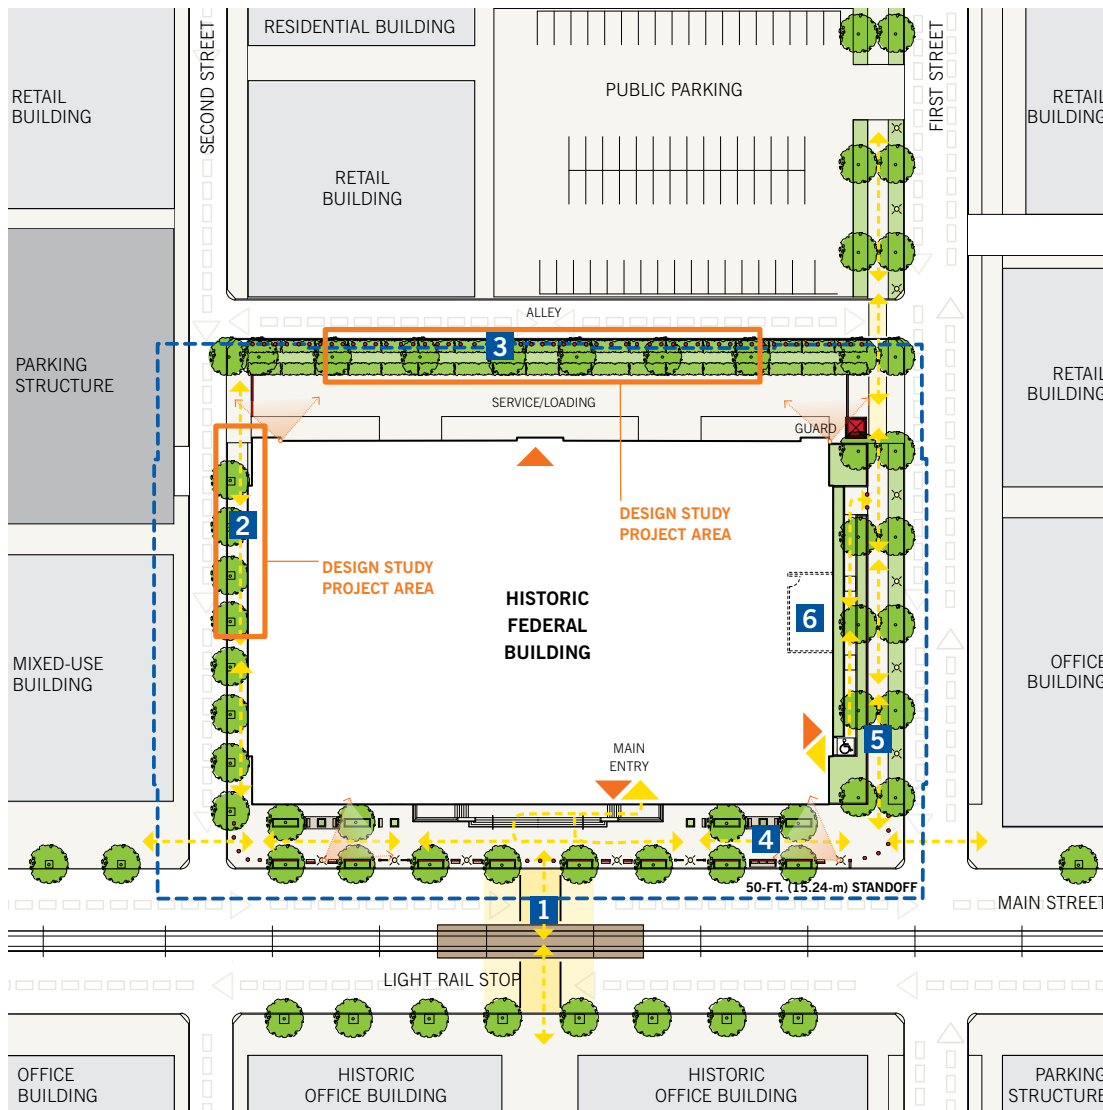 RESIDENTIAL BUILDING
SECOND STREET
FIRST STREET
RETAIL
BUILDING
PUBLIC PARKING
RETAIL
BUILDING
RETAIL
BUILDING
ALLEY
3
PARKING
STRUCTURE
RETAIL
BUILDING
SERVICE/LOADING
GUARD
2
DESIGN STUDY
PROJECT AREA
DESIGN STUDY
PROJECT AREA
HISTORIC
FEDERAL
BUILDING
6
MIXED-USE
BUILDING
OFFICE
BUILDING
MAIN
ENTRY
5
4
50-FT. (15.24-m) STANDOFF
1
MAIN STREET
LIGHT RAIL STOP
OFFICE
BUILDING
HISTORIC
OFFICE BUILDING
HISTORIC
OFFICE BUILDING
PARKING
STRUCTURE